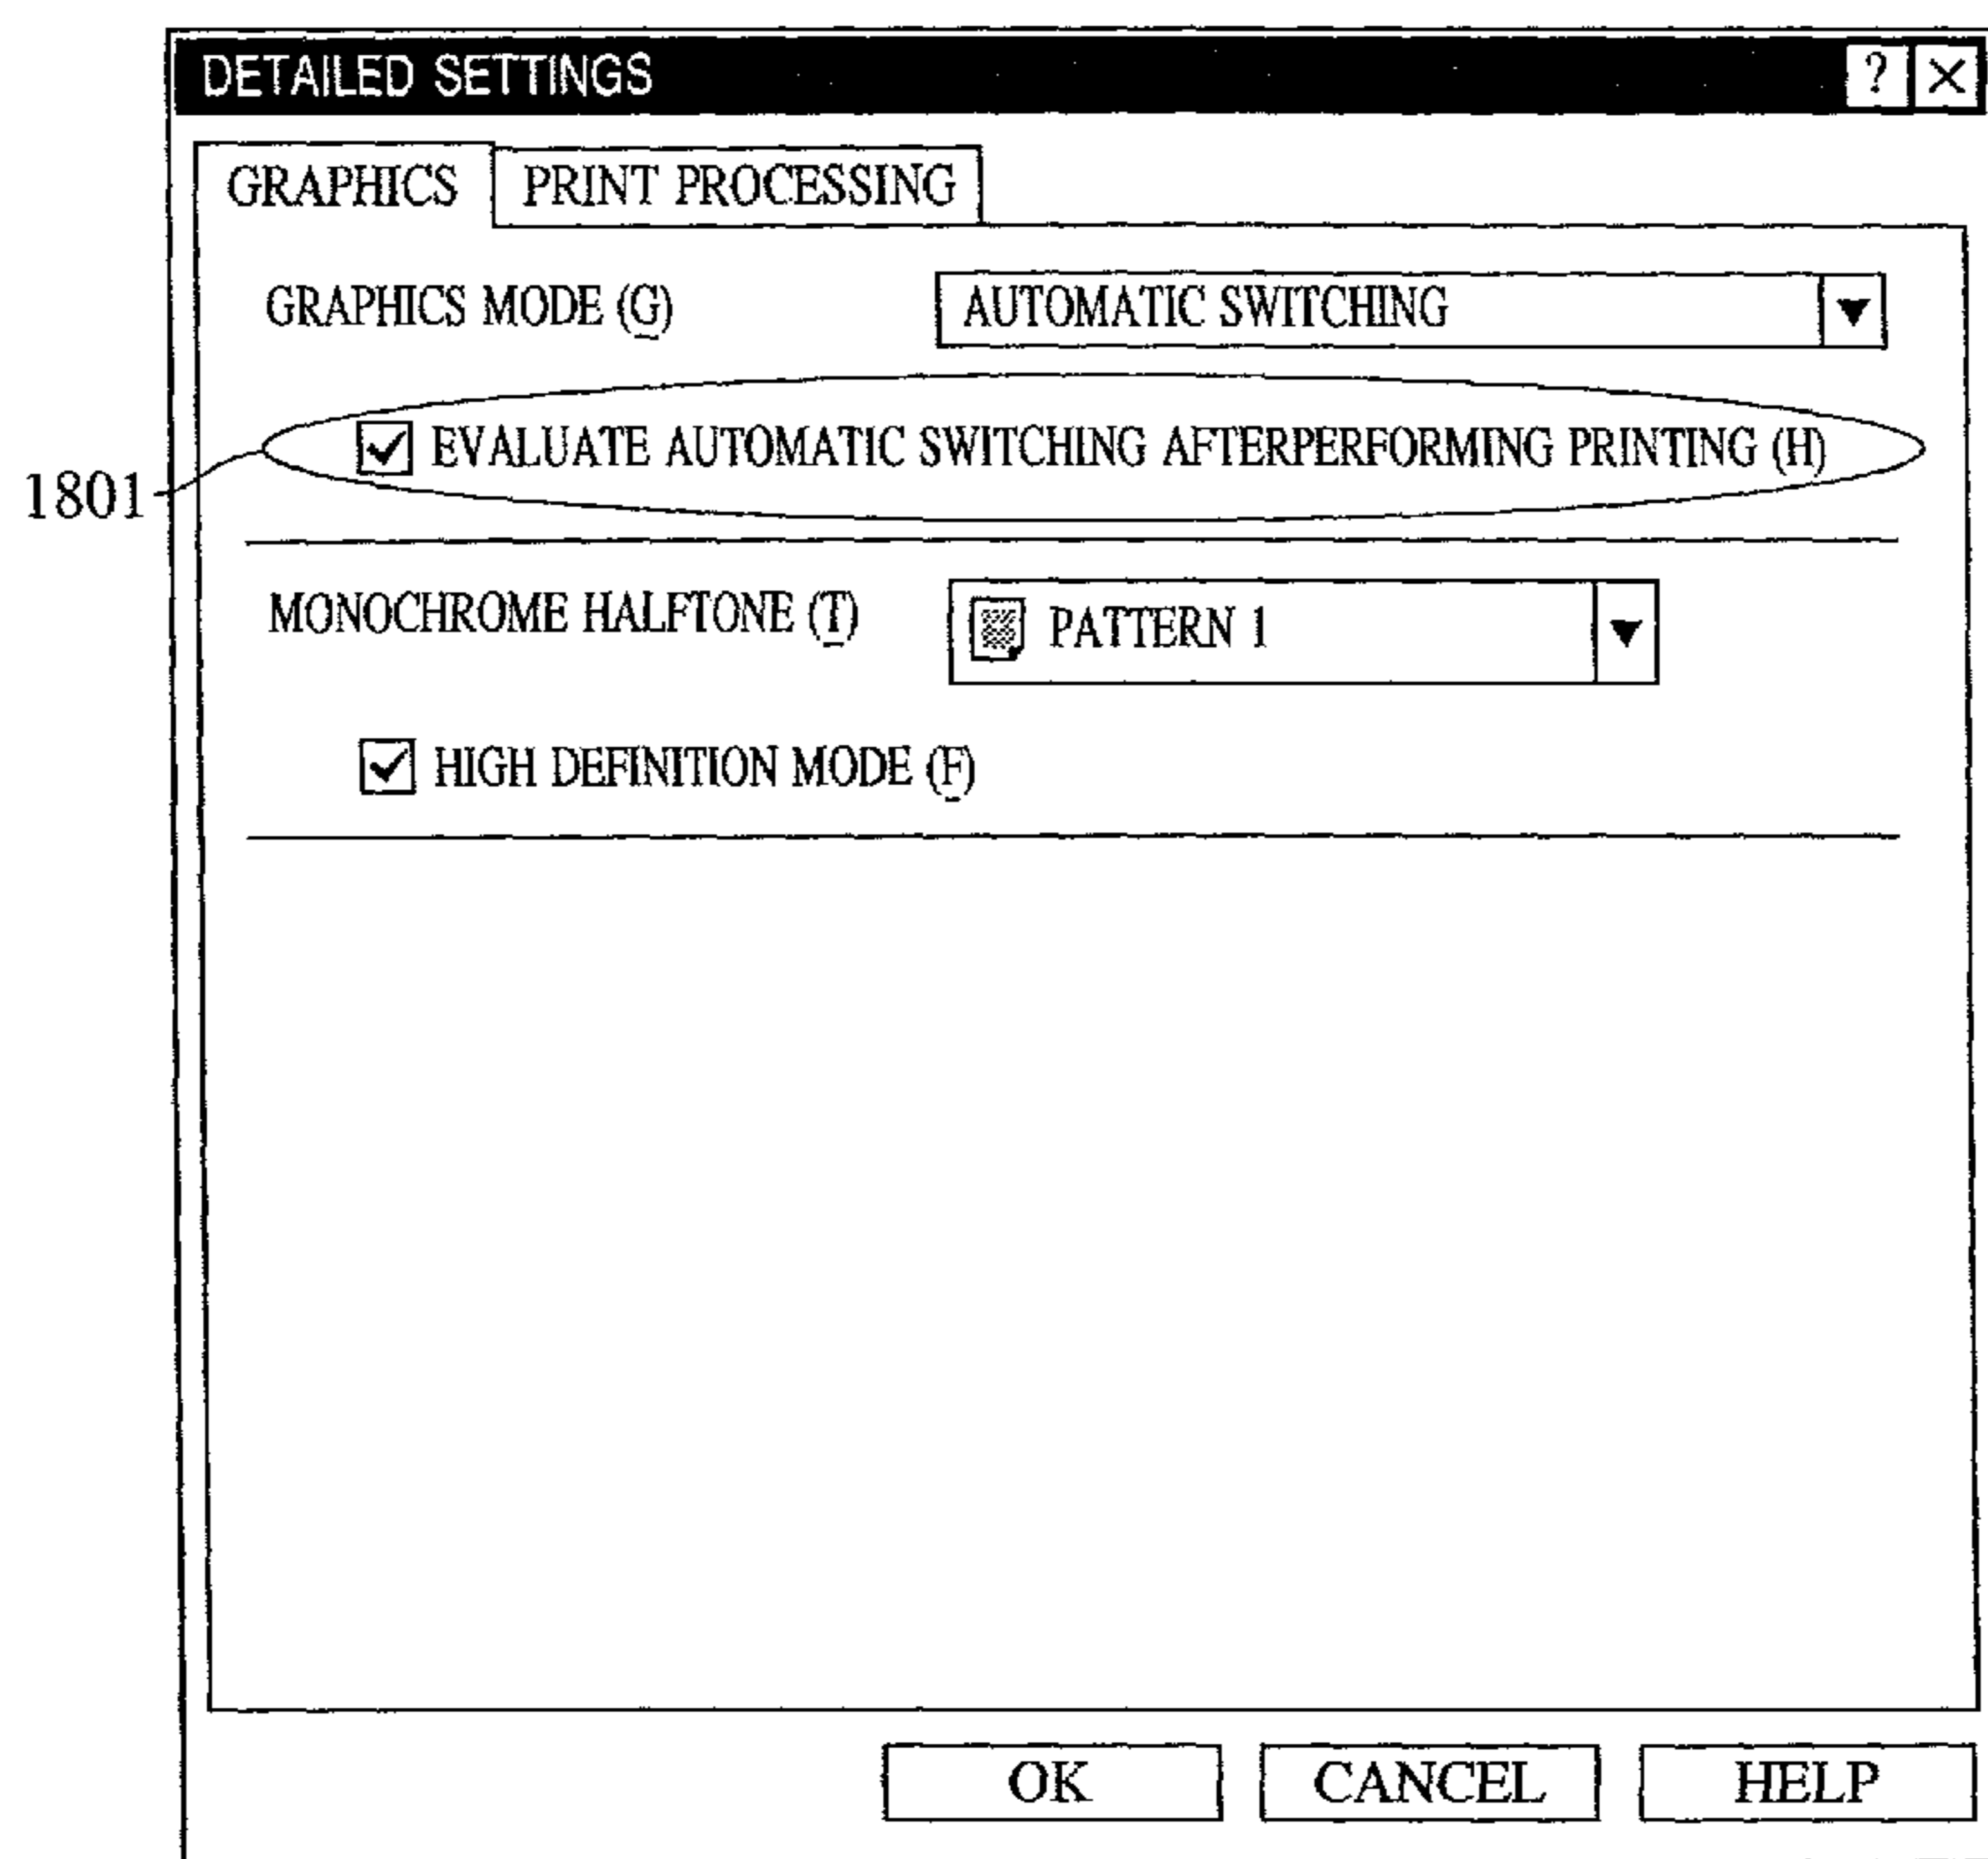 DETAILED SETTINGS ? X
GRAPHICS PRINT PROCESSING
GRAPHICS MODE (G) AUTOMATIC SWITCHING
EVALUATE AUTOMATIC SWITCHING AFTERPERFORMING PRINTING (H)
1801
MONOCHROME HALFTONE (T) PATTERN 1
HIGH DEFINITION MODE (F)
OK CANCEL HELP